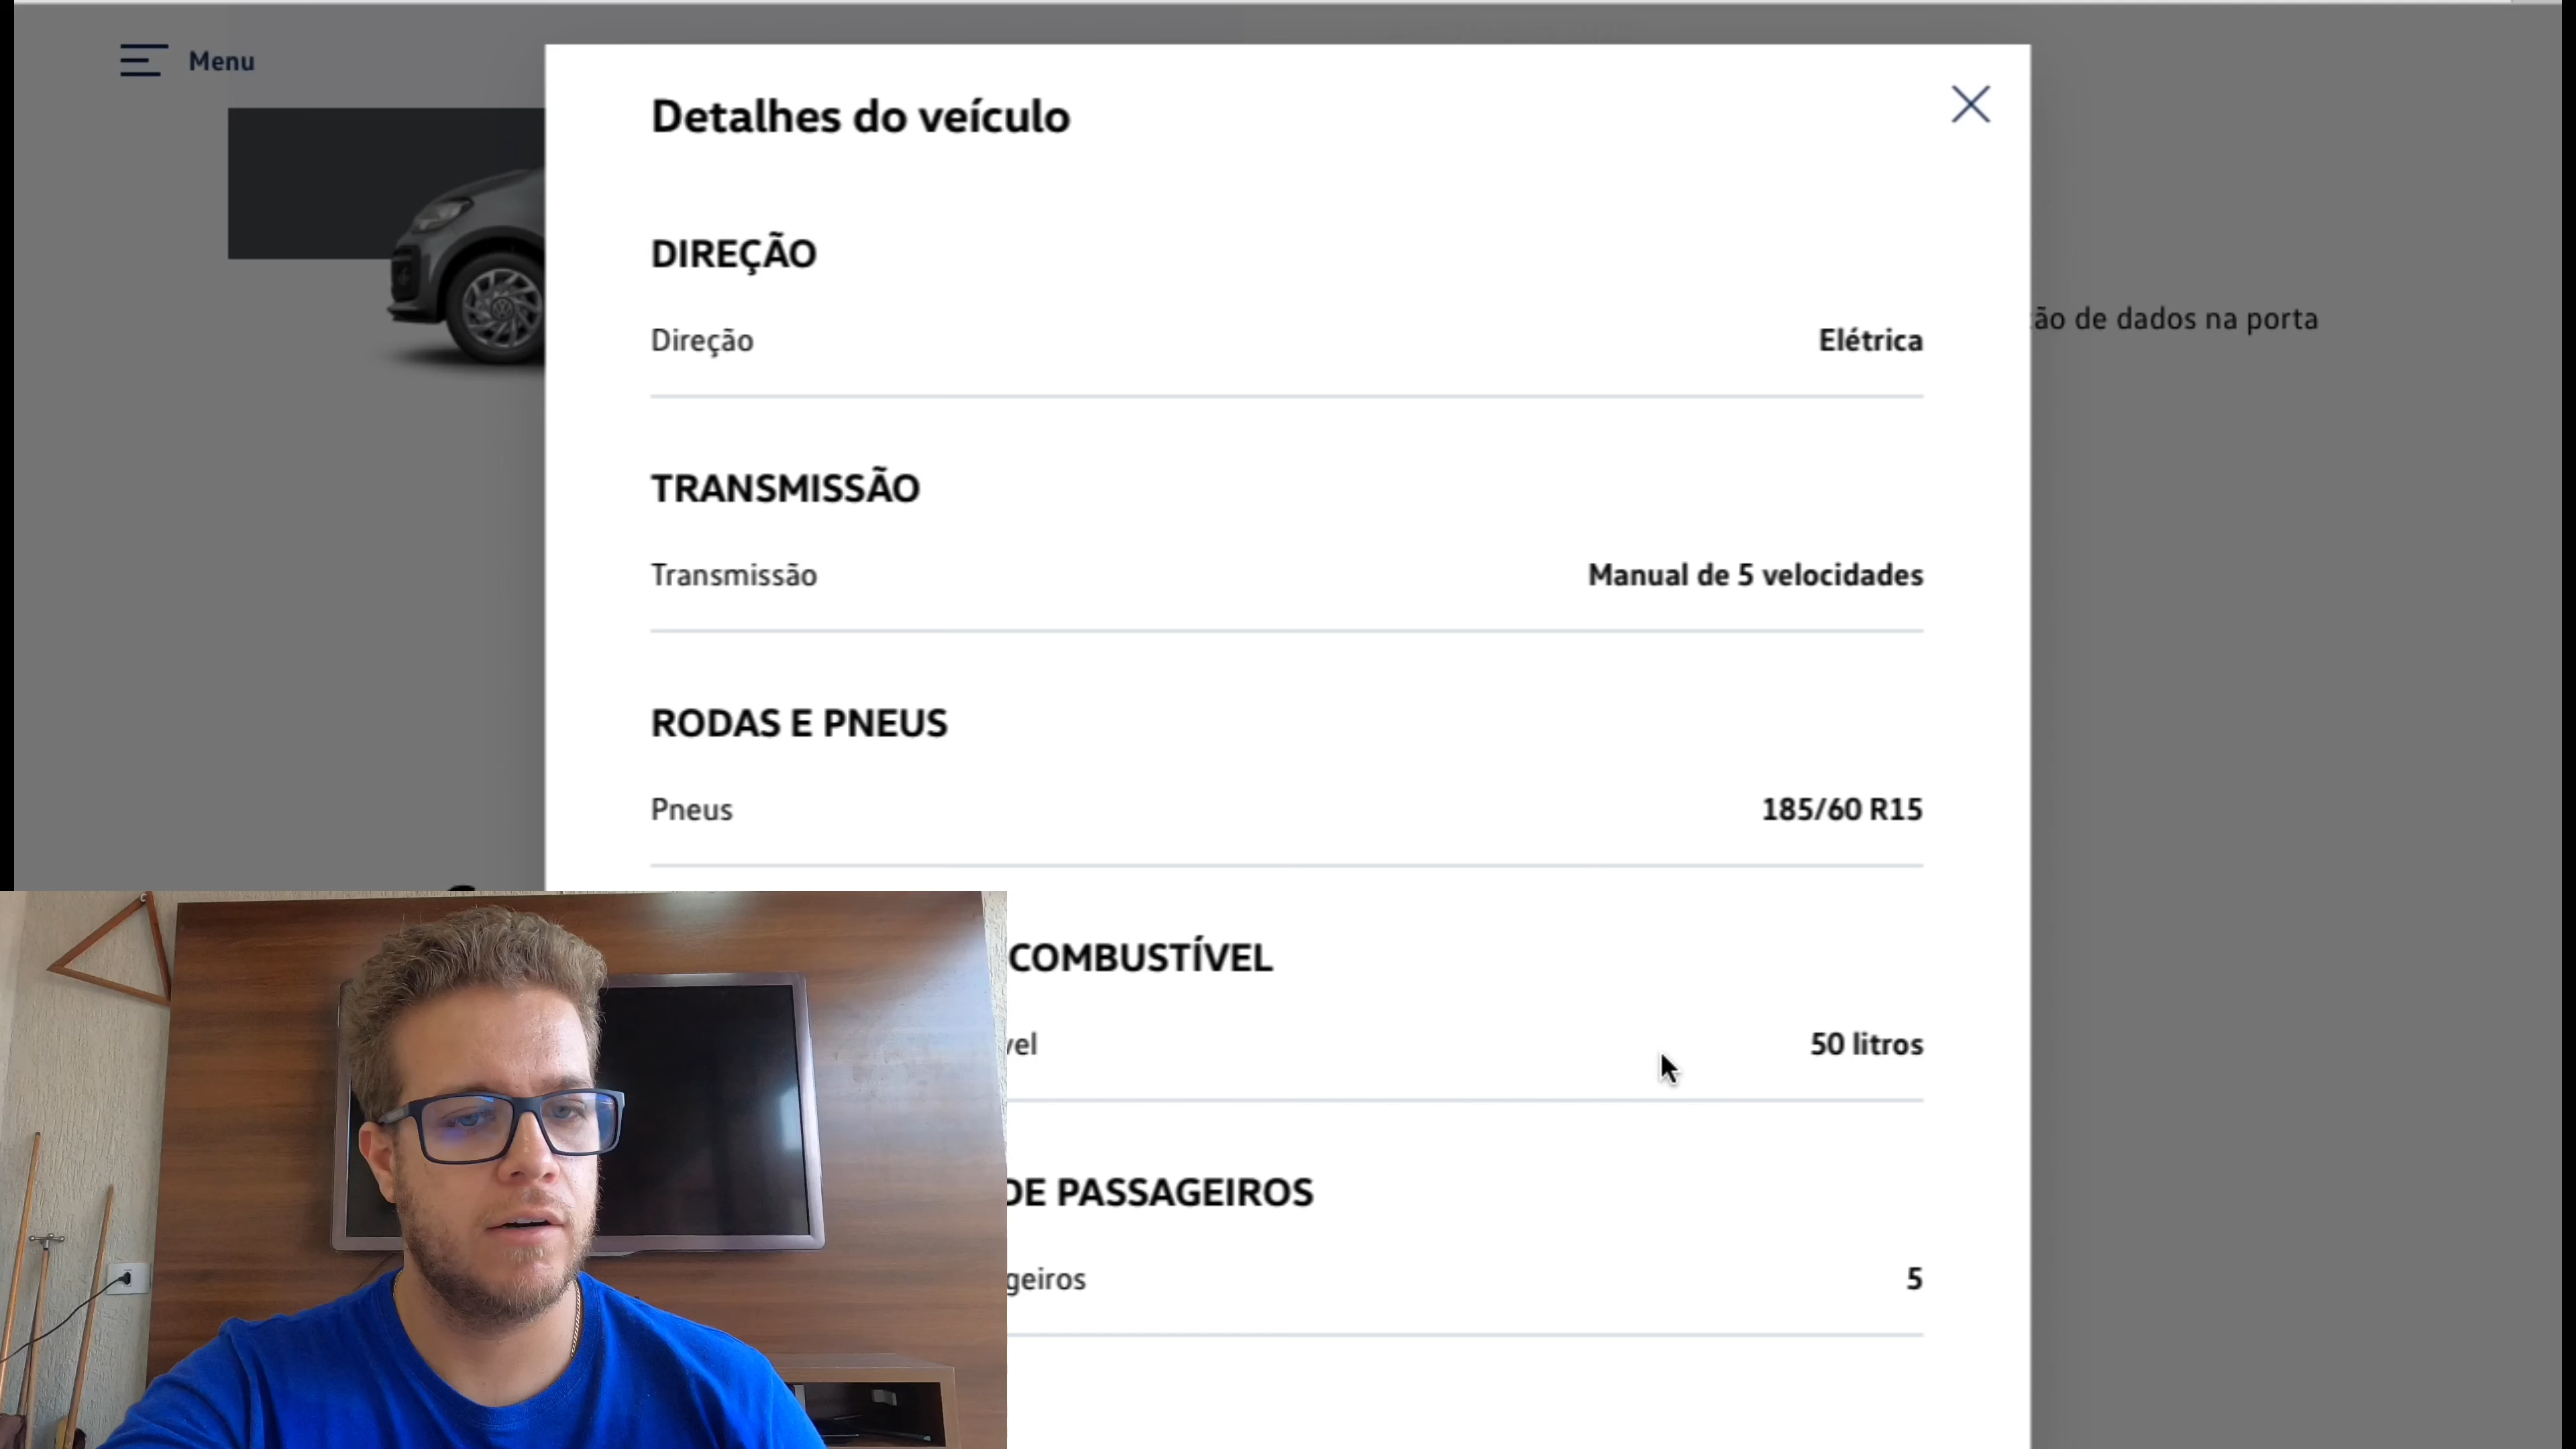 Menu
Detalhes do veículo
DIREÇÃO
Direção
Elétrica
ão de dados na porta
TRANSMISSÃO
Transmissão
Manual de 5 velocidades
RODAS E PNEUS
Pneus
185/60 R15
COMBUSTÍVEL
vel
50 litros
DE PASSAGEIROS
geiros
5